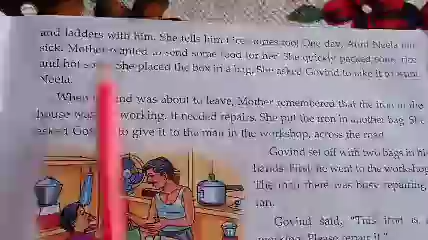 and ladders with him. She tells him nice stories too! One day, Aunt Neela
sick. Mother wanted to send some food for her. She quickly packed some rice
and hot She placed the box in a bag. She asked Govind to take it to Aunt
Neela.
When was about to leave, Mother remembered that the iron in the
house was working. It needed repairs. She put the iron in another bag. She
asked to give it to the man in the workshop, across the road.
Govind set off with two bags in his
hands. First, he went to the workshop
The man there was busy repairing
Govind said, "This iron is
Please repair it."